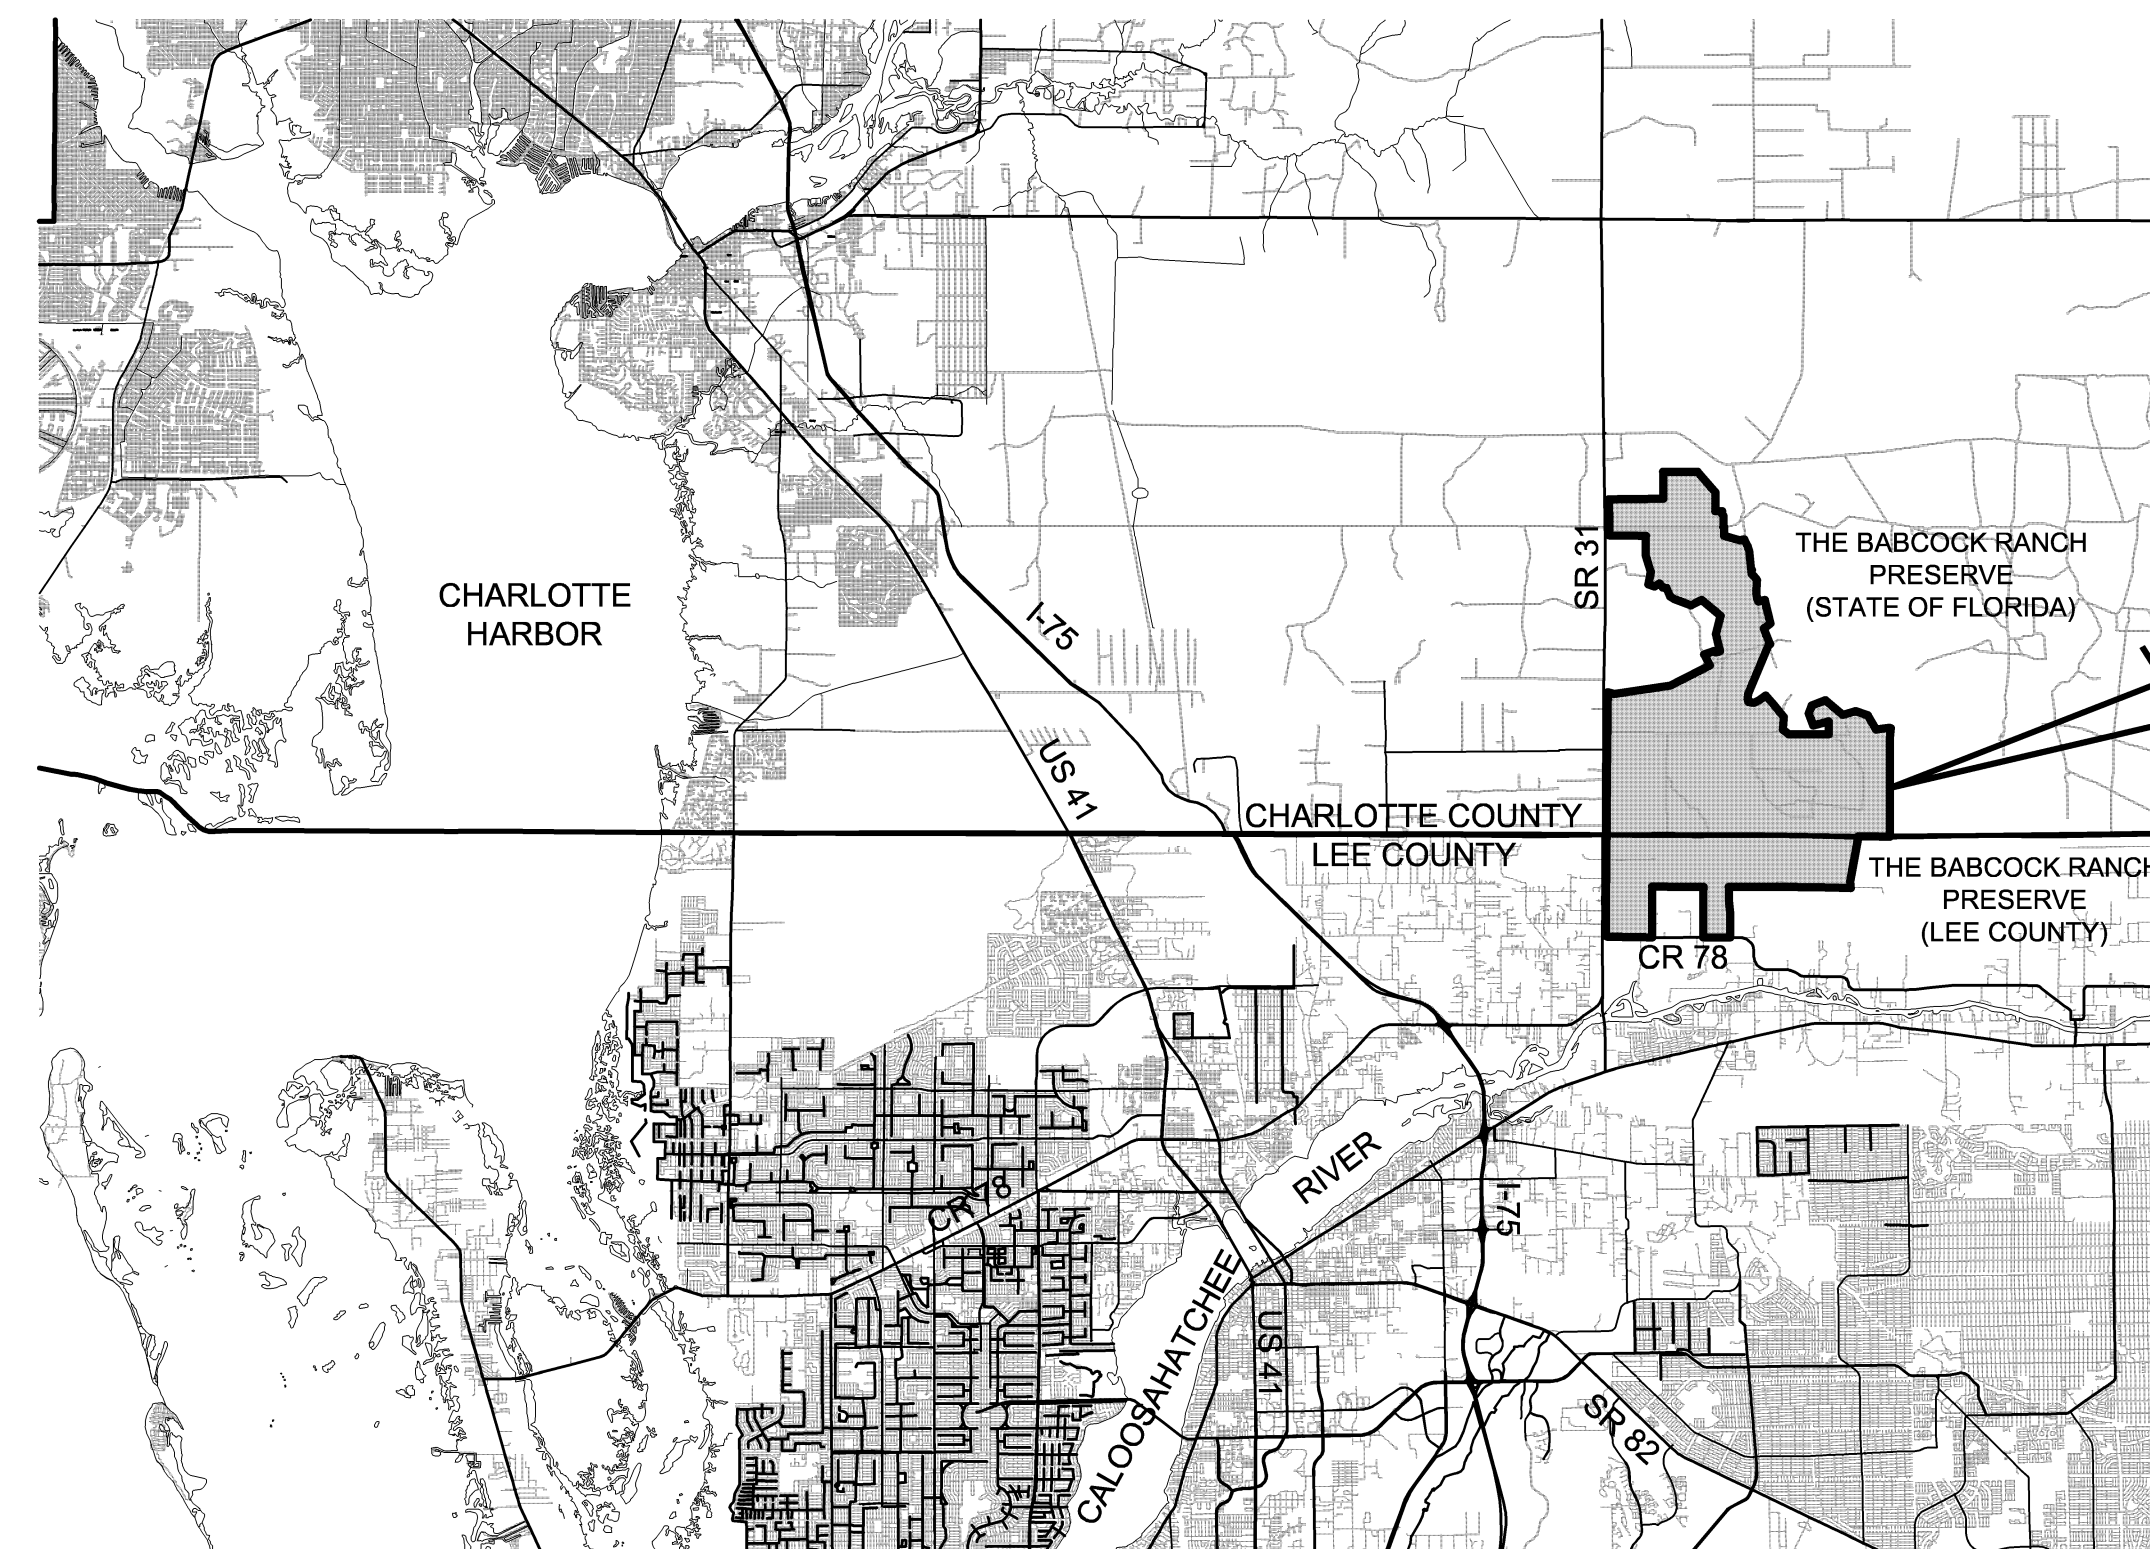 SR 31
THE BABCOCK RANCH
PRESERVE
(STATE OF FLORIDA)
CHARLOTTE
HARBOR
I-75
US 41
CHARLOTTE COUNTY
LEE COUNTY
THE BABCOCK RANCH
PRESERVE
(LEE COUNTY)
CR 78
RIVER
CR 78
I-75
CALOOSAHATCHEE
US 41
SR 82